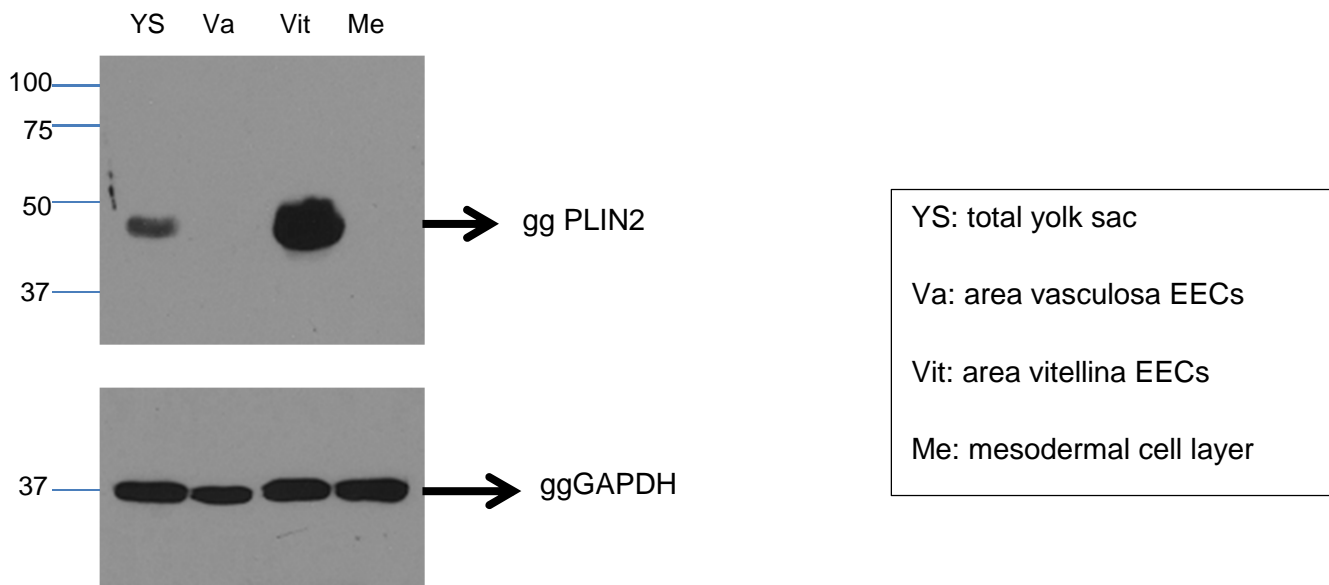 YS Va Vit Me
100
75
50
37
gg PLIN2
37
ggGAPDH
YS: total yolk sac
Va: area vasculosa EECs
Vit: area vitellina EECs
Me: mesodermal cell layer